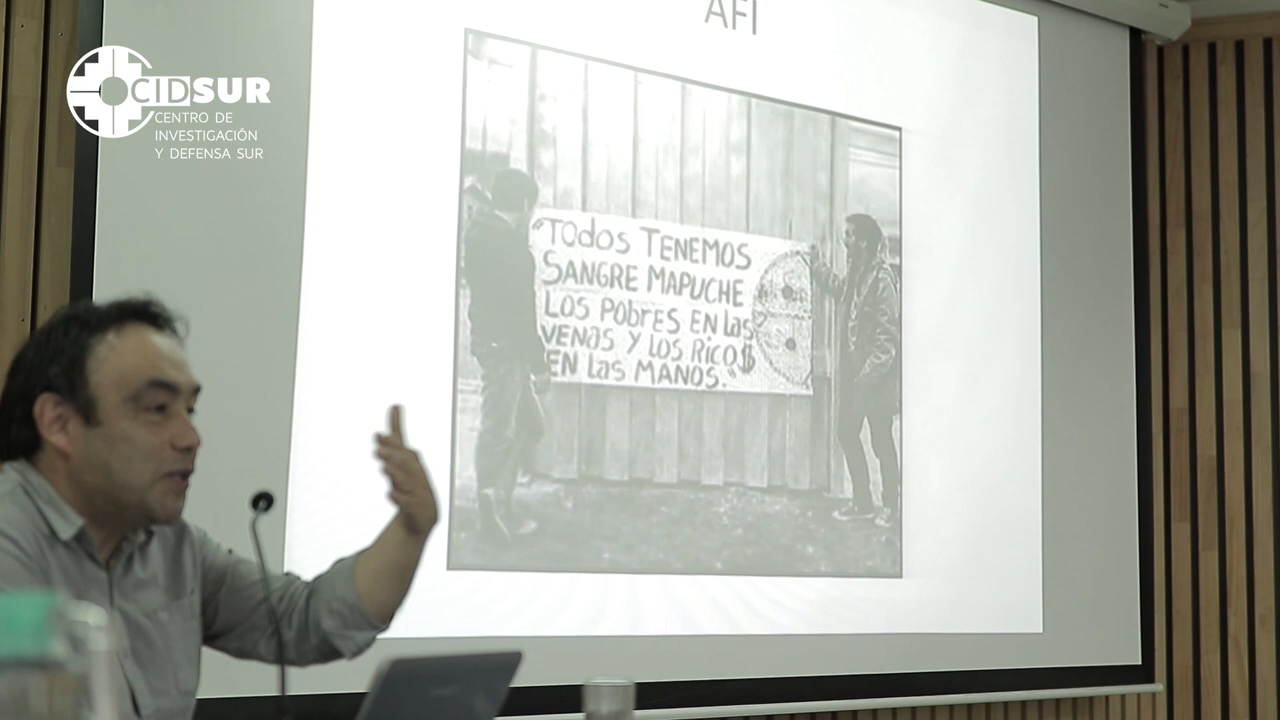 CIDSUR
CENTRO DE
INVESTIGACIÓN
Y DEFENSA SUR
AFI
"TOdos TENEMOS
SANGRE MAPUCHE
LOS PObRES EN Las
VENas Y LOS RICO$
EN Las MANOS."